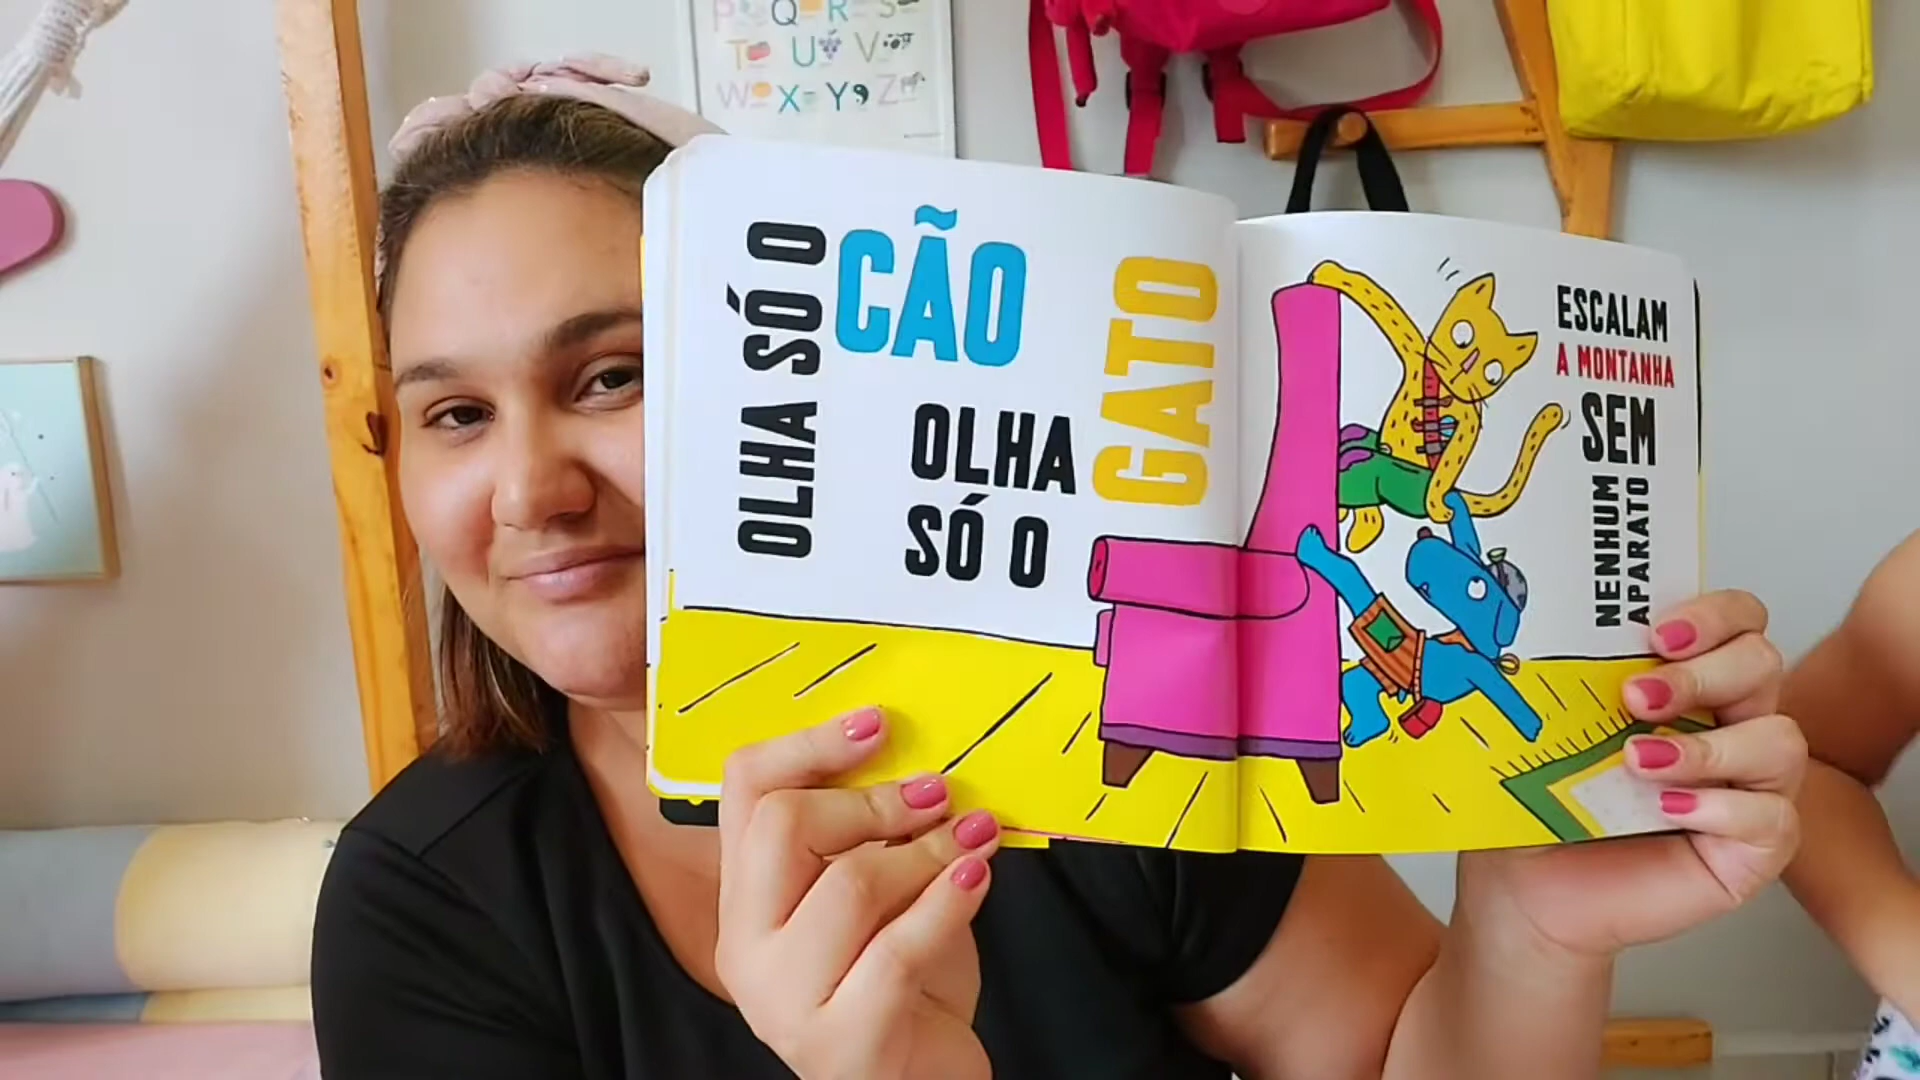 P Q R S
T U V
W X Y Z
OLHA SÓ O
CÃO
OLHA
SÓ O
GATO
ESCALAM
A MONTANHA
SEM
NENHUM
APARATO